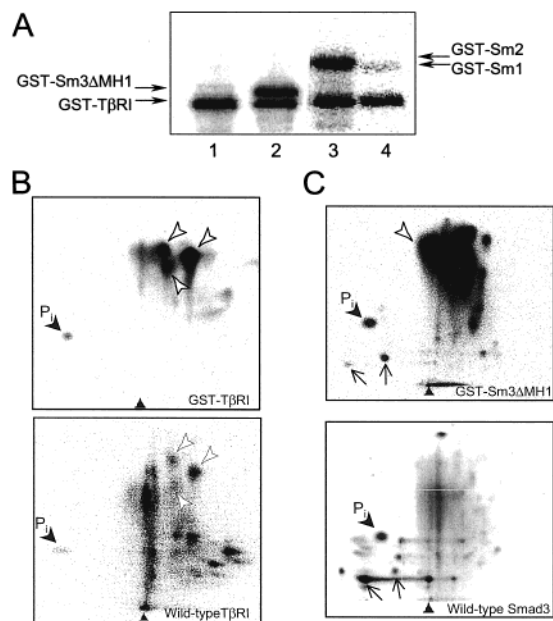 A
GST-Sm3ΔMH1
GST-TβRI
GST-Sm2
GST-Sm1
1 2 3 4
B
Pi
GST-TβRI
Pi
Wild-typeTβRI
C
Pi
GST-Sm3ΔMH1
Pi
Wild-type Smad3